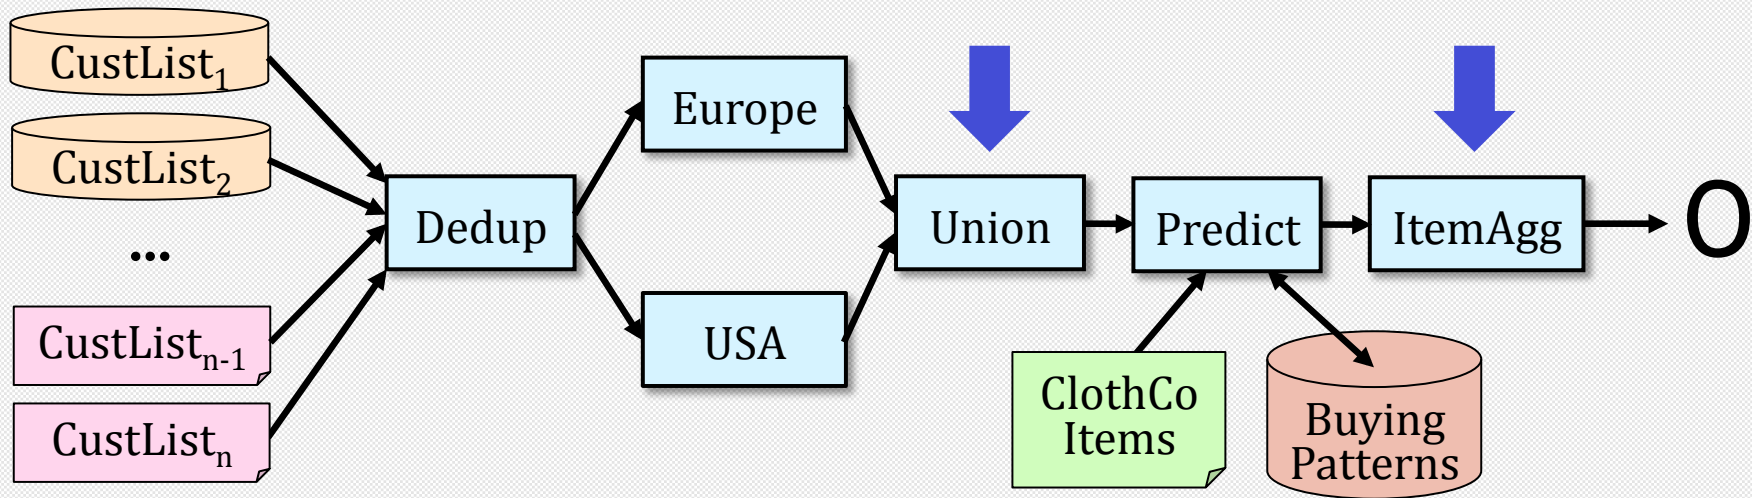 CustList₁
CustList₂
...
CustListₙ₋₁
CustListₙ
Dedup
Europe
USA
Union
Predict
ItemAgg
O
ClothCo
Items
Buying
Patterns